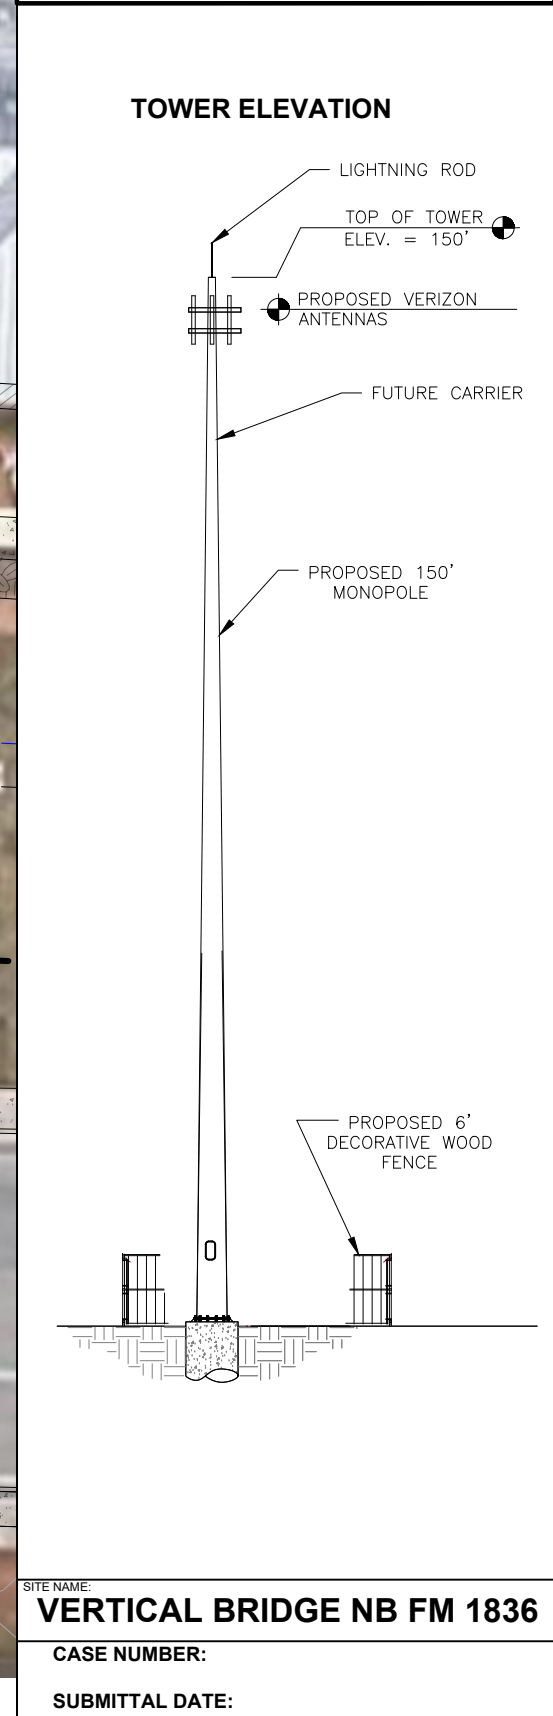 TOWER ELEVATION
LIGHTNING ROD
TOP OF TOWER
ELEV. = 150'
PROPOSED VERIZON
ANTENNAS
FUTURE CARRIER
PROPOSED 150'
MONOPOLE
PROPOSED 6'
DECORATIVE WOOD
FENCE
SITE NAME:
VERTICAL BRIDGE NB FM 1836
CASE NUMBER:
SUBMITTAL DATE: